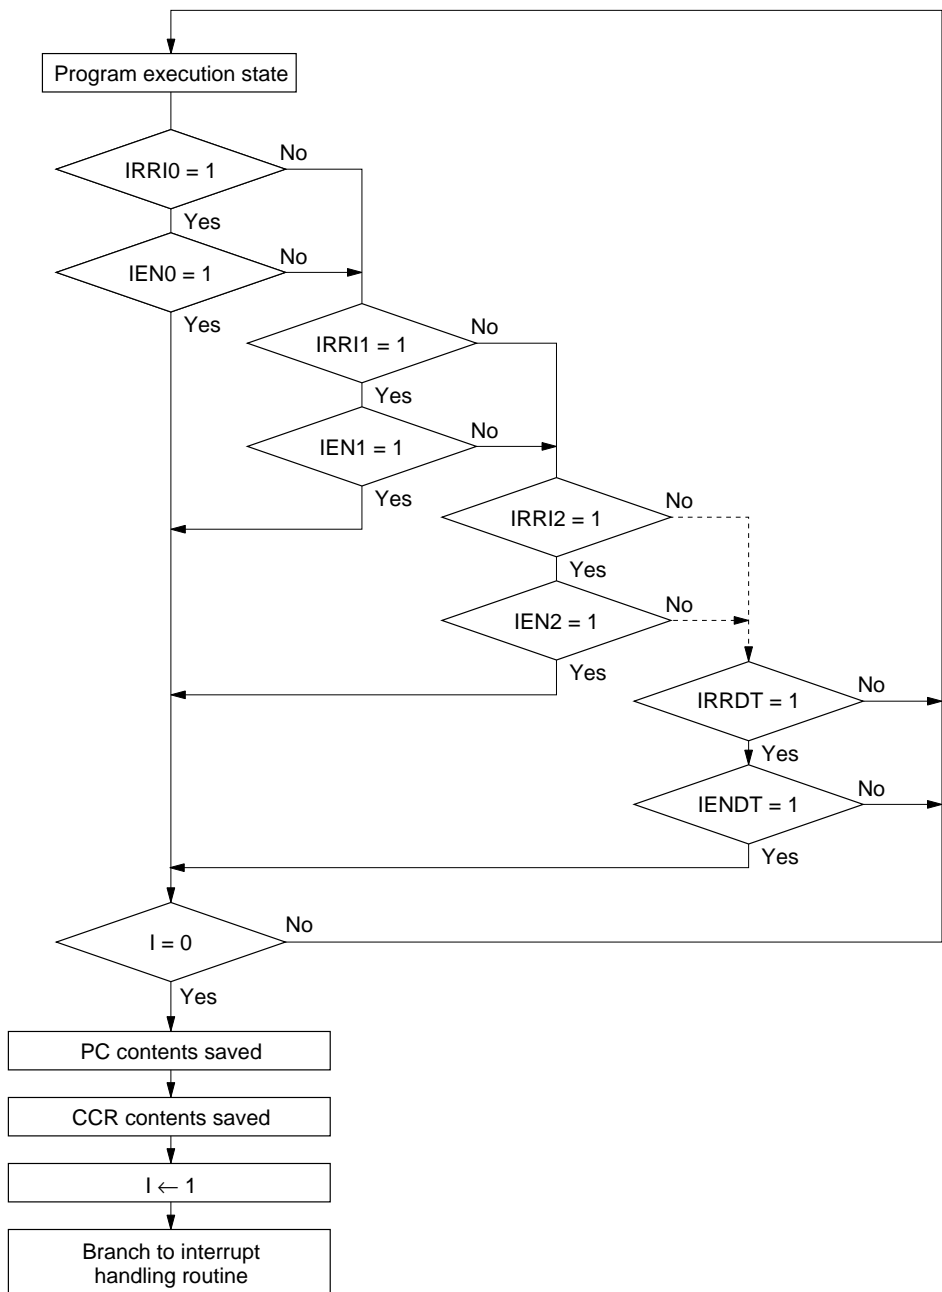 Program execution state
IRRI0 = 1
No
Yes
IEN0 = 1
No
Yes
IRRI1 = 1
No
Yes
IEN1 = 1
No
Yes
IRRI2 = 1
No
Yes
IEN2 = 1
No
Yes
IRRDT = 1
No
Yes
IENDT = 1
No
Yes
I = 0
No
Yes
PC contents saved
CCR contents saved
I ← 1
Branch to interrupt
handling routine